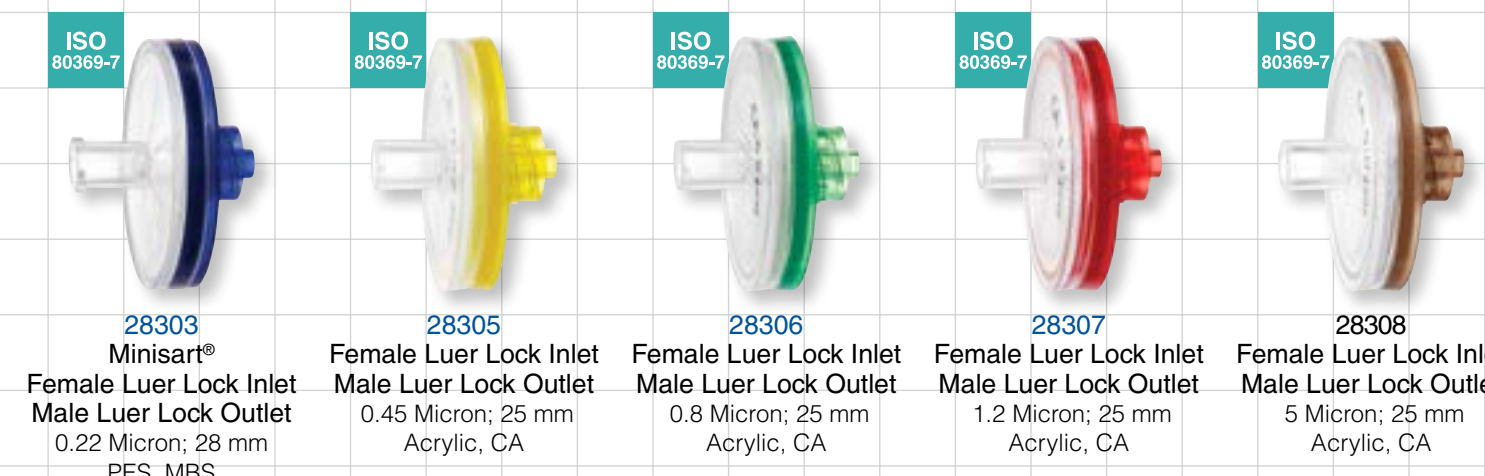 ISO
80369-7
ISO
80369-7
ISO
80369-7
ISO
80369-7
ISO
80369-7
28303
Minisart®
Female Luer Lock Inlet
Male Luer Lock Outlet
0.22 Micron; 28 mm
PES, MBS
28305
Female Luer Lock Inlet
Male Luer Lock Outlet
0.45 Micron; 25 mm
Acrylic, CA
28306
Female Luer Lock Inlet
Male Luer Lock Outlet
0.8 Micron; 25 mm
Acrylic, CA
28307
Female Luer Lock Inlet
Male Luer Lock Outlet
1.2 Micron; 25 mm
Acrylic, CA
28308
Female Luer Lock Inl
Male Luer Lock Outle
5 Micron; 25 mm
Acrylic, CA